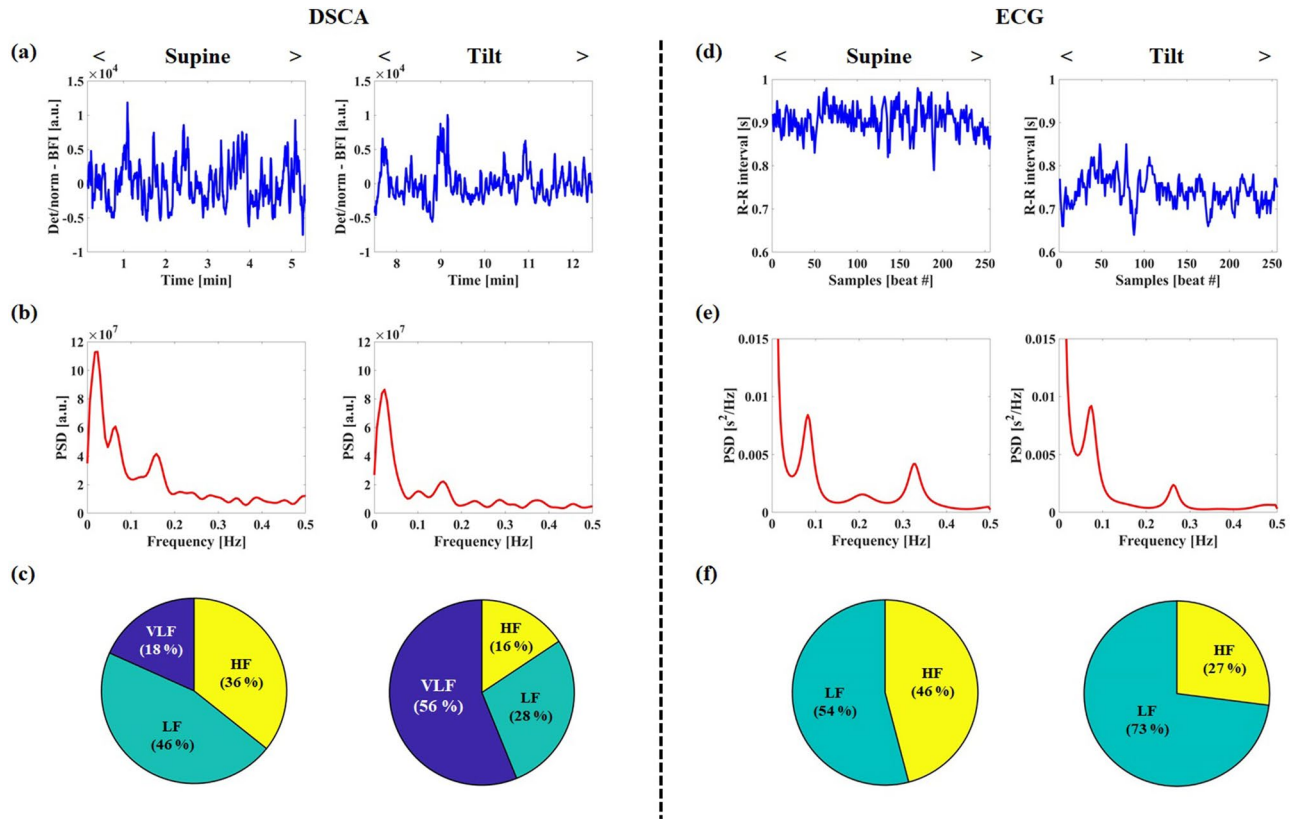 DSCA
ECG
(a)
< Supine >
< Tilt >
×10⁴
1.5
1
0.5
0
-0.5
-1
Det/norm - BFI [a.u.]
1 2 3 4 5
Time [min]
×10⁴
1.5
1
0.5
0
-0.5
-1
Det/norm - BFI [a.u.]
8 9 10 11 12
Time [min]
(d)
< Supine >
< Tilt >
1
0.9
0.8
0.7
0.6
R-R interval [s]
0 50 100 150 200 250
Samples [beat #]
1
0.9
0.8
0.7
0.6
R-R interval [s]
0 50 100 150 200 250
Samples [beat #]
(b)
×10⁷
12
10
8
6
4
2
0
PSD [a.u.]
0 0.1 0.2 0.3 0.4 0.5
Frequency [Hz]
×10⁷
12
10
8
6
4
2
0
PSD [a.u.]
0 0.1 0.2 0.3 0.4 0.5
Frequency [Hz]
(e)
0.015
0.01
0.005
0
PSD [s²/Hz]
0 0.1 0.2 0.3 0.4 0.5
Frequency [Hz]
0.015
0.01
0.005
0
PSD [s²/Hz]
0 0.1 0.2 0.3 0.4 0.5
Frequency [Hz]
(c)
VLF
(18 %)
HF
(36 %)
LF
(46 %)
HF
(16 %)
VLF
(56 %)
LF
(28 %)
(f)
LF
(54 %)
HF
(46 %)
HF
(27 %)
LF
(73 %)